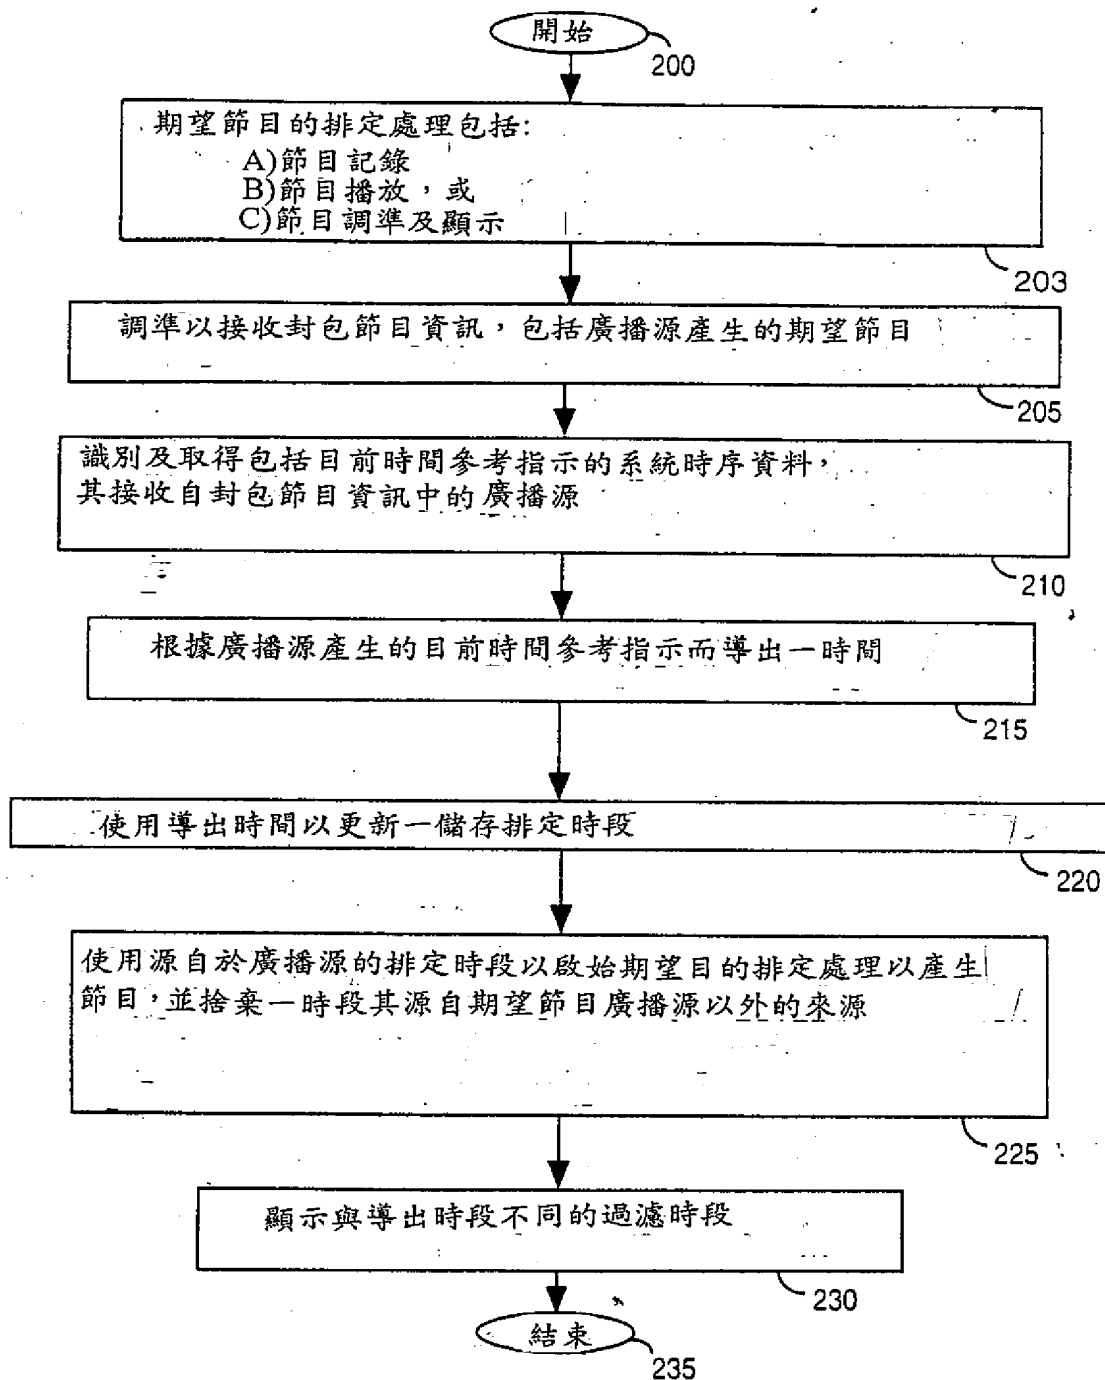 開始
200
期望節目的排定處理包括:
A)節目記錄
B)節目播放，或
C)節目調準及顯示
203
調準以接收封包節目資訊，包括廣播源產生的期望節目
205
識別及取得包括目前時間參考指示的系統時序資料，
其接收自封包節目資訊中的廣播源
210
根據廣播源產生的目前時間參考指示而導出一時間
215
使用導出時間以更新一儲存排定時段
220
使用源自於廣播源的排定時段以啟始期望目的排定處理以產生
節目，並捨棄一時段其源自期望節目廣播源以外的來源
225
顯示與導出時段不同的過濾時段
230
結束
235